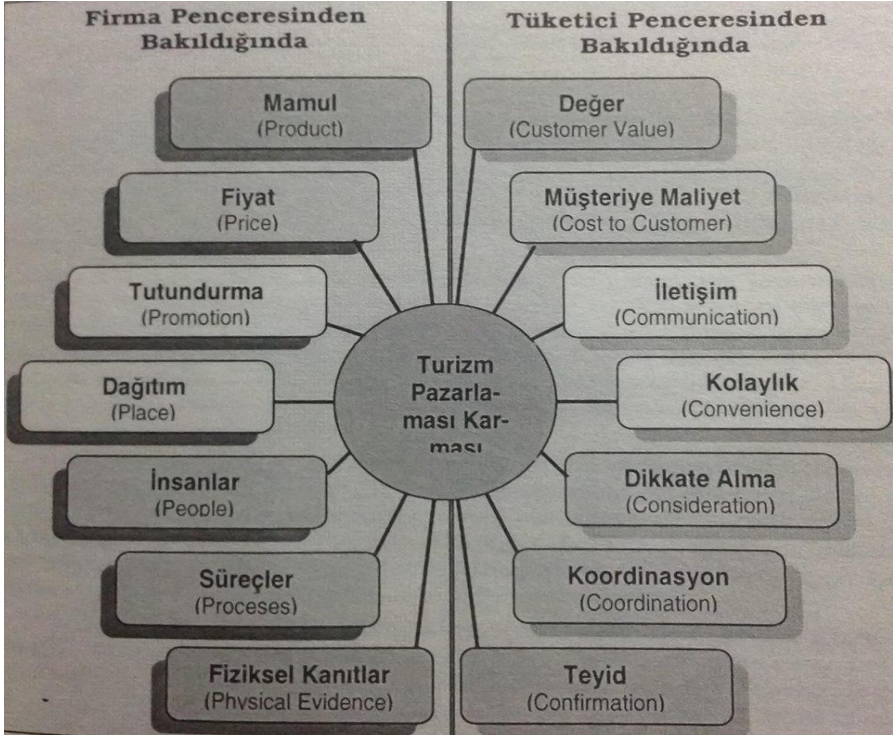 Firma Penceresinden
Bakıldığında
Tüketici Penceresinden
Bakıldığında
Mamul
(Product)
Değer
(Customer Value)
Fiyat
(Price)
Müşteriye Maliyet
(Cost to Customer)
Tutundurma
(Promotion)
İletişim
(Communication)
Dağıtım
(Place)
Turizm
Pazarla-
ması Kar-
ması
Kolaylık
(Convenience)
İnsanlar
(People)
Dikkate Alma
(Consideration)
Süreçler
(Proceses)
Koordinasyon
(Coordination)
Fiziksel Kanıtlar
(Physical Evidence)
Teyid
(Confirmation)